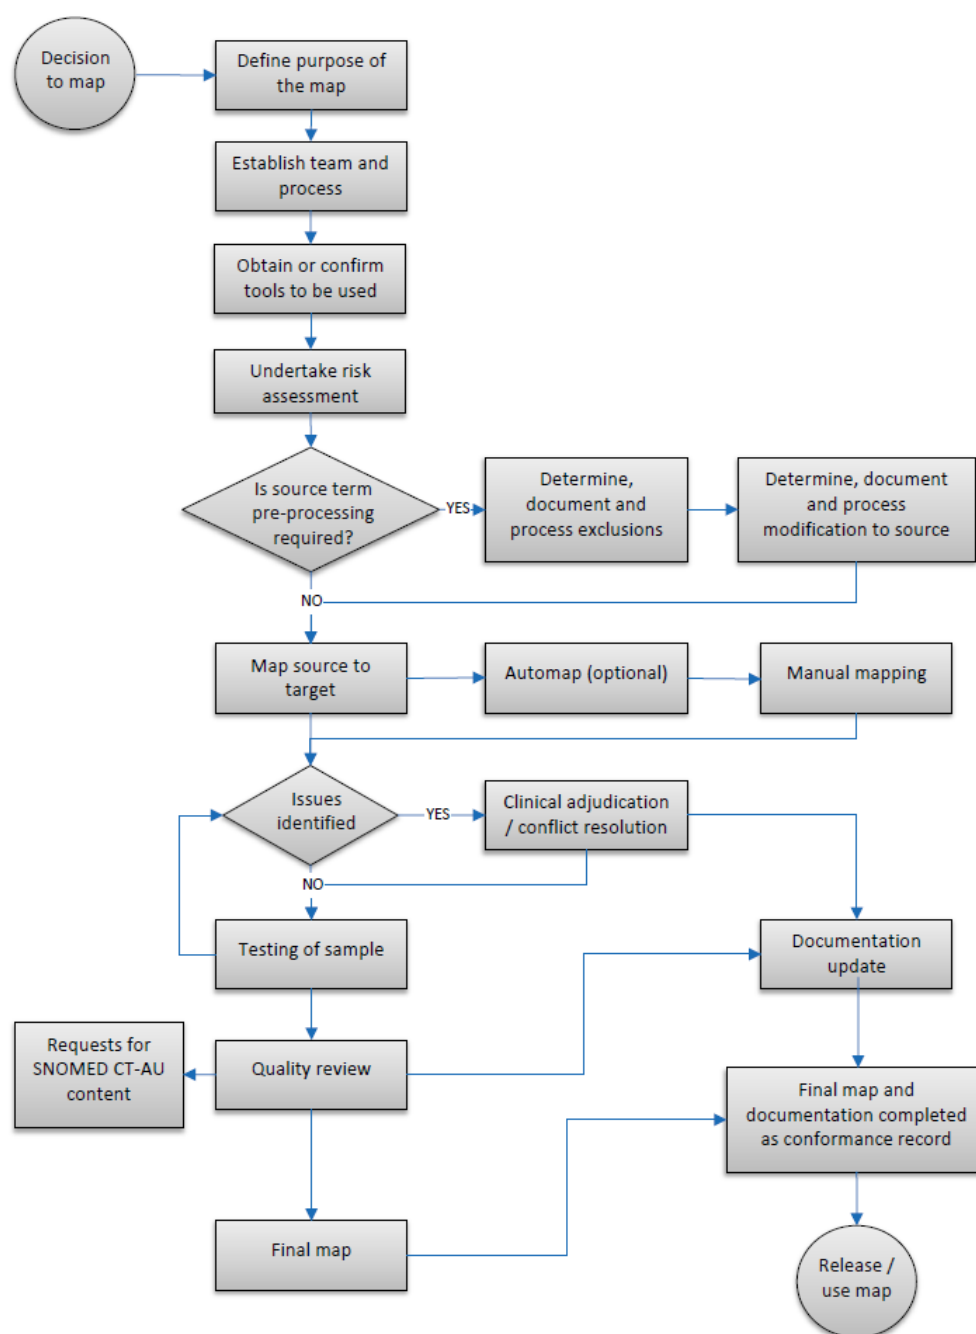 Decision
to map
Define purpose of
the map
Establish team and
process
Obtain or confirm
tools to be used
Undertake risk
assessment
Is source term
pre-processing
required?
YES
Determine,
document and
process exclusions
Determine, document
and process
modification to source
NO
Map source to
target
Automap (optional)
Manual mapping
Issues
identified
YES
Clinical adjudication
/ conflict resolution
NO
Testing of sample
Documentation
update
Requests for
SNOMED CT-AU
content
Quality review
Final map and
documentation completed
as conformance record
Final map
Release /
use map